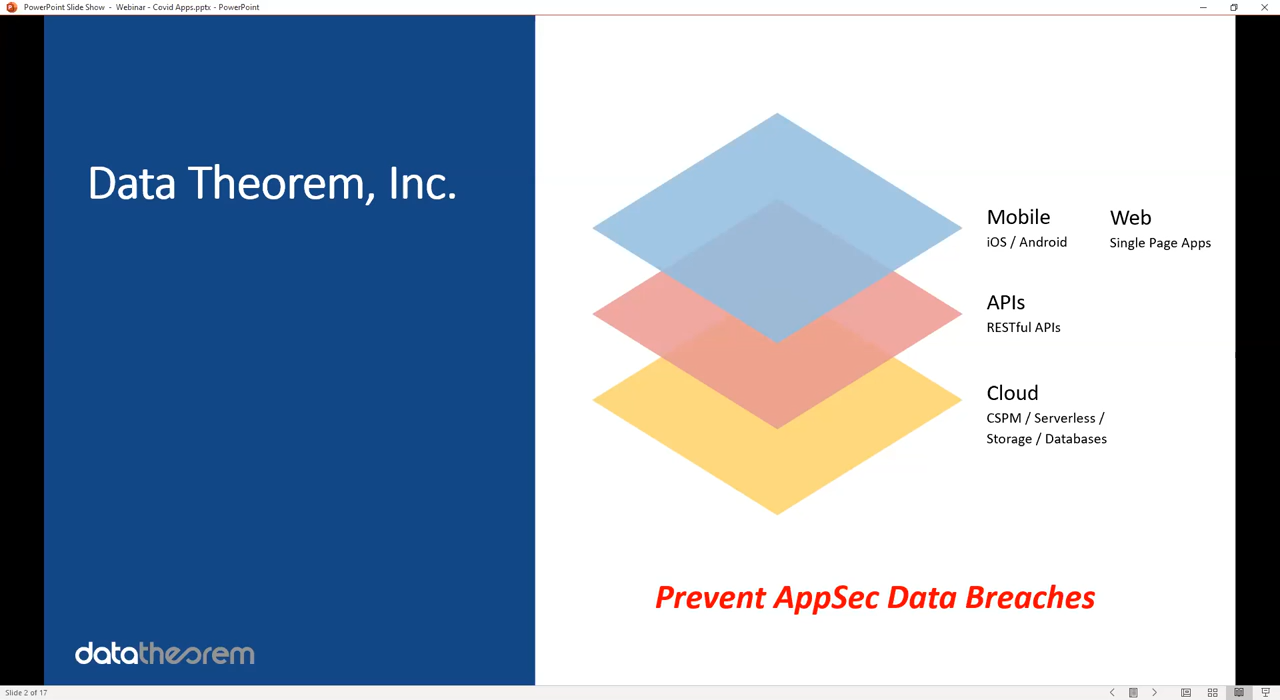 PowerPoint Slide Show - Webinar - Covid Apps.pptx - PowerPoint
Data Theorem, Inc.
Mobile
iOS / Android
Web
Single Page Apps
APIs
RESTful APIs
Cloud
CSPM / Serverless /
Storage / Databases
Prevent AppSec Data Breaches
datatheorem
Slide 2 of 17